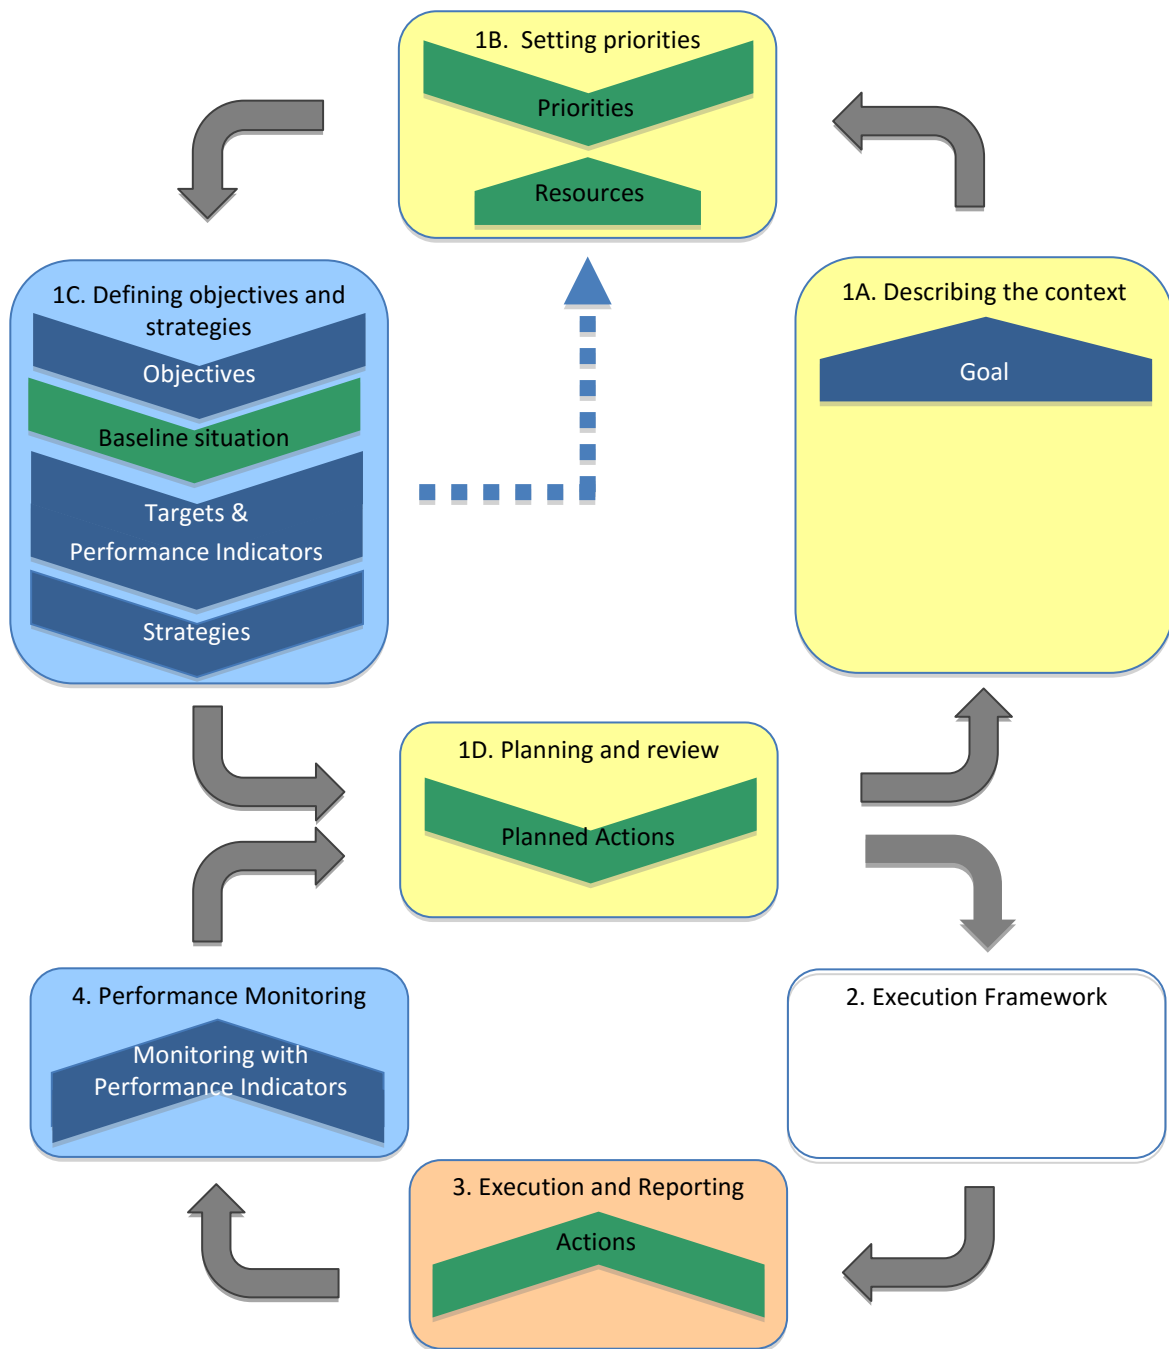 1B.  Setting priorities
Priorities
Resources
1C. Defining objectives and
strategies
Objectives
Baseline situation
Targets &
Performance Indicators
Strategies
1A. Describing the context
Goal
1D. Planning and review
Planned Actions
4. Performance Monitoring
Monitoring with
Performance Indicators
2. Execution Framework
3. Execution and Reporting
Actions